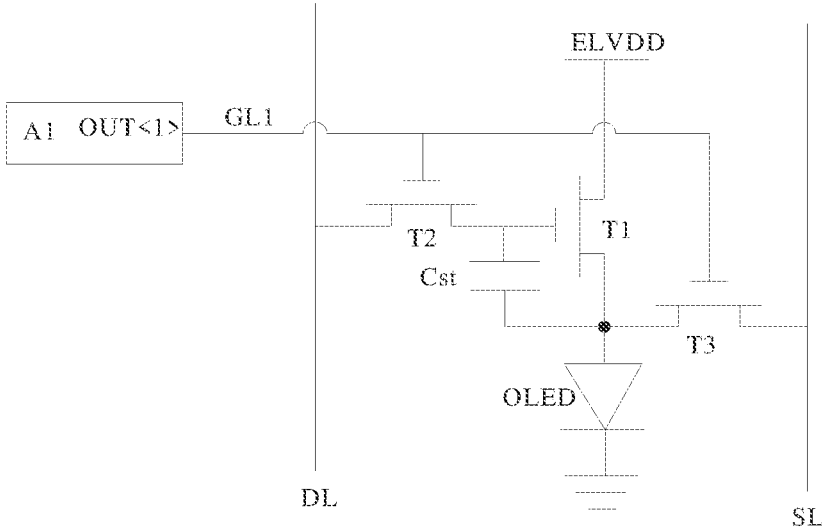 ELVDD
A1
OUT<1>
GL1
T2
T1
Cst
T3
OLED
DL
SL